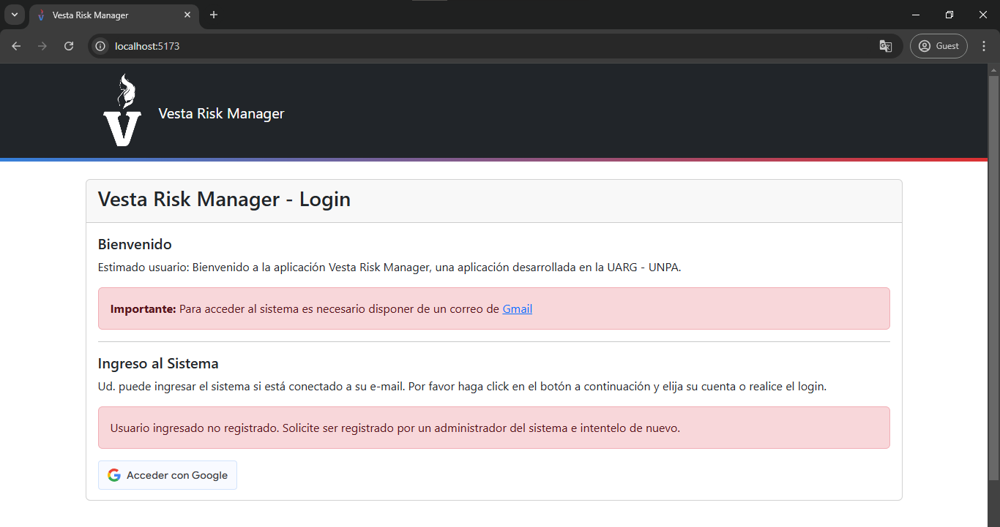 Vesta Risk Manager
localhost:5173
Guest
V
Vesta Risk Manager
Vesta Risk Manager - Login
Bienvenido
Estimado usuario: Bienvenido a la aplicación Vesta Risk Manager, una aplicación desarrollada en la UARG - UNPA.
Importante: Para acceder al sistema es necesario disponer de un correo de Gmail
Ingreso al Sistema
Ud. puede ingresar el sistema si está conectado a su e-mail. Por favor haga click en el botón a continuación y elija su cuenta o realice el login.
Usuario ingresado no registrado. Solicite ser registrado por un administrador del sistema e intentelo de nuevo.
Acceder con Google